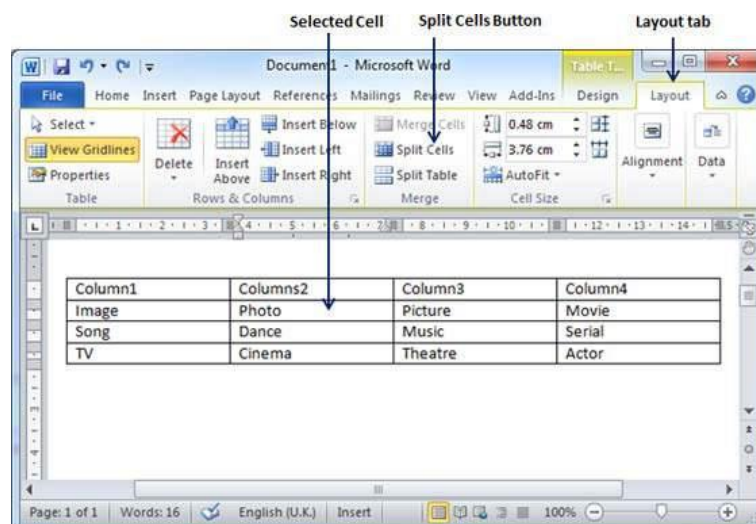 Selected Cell Split Cells Button Layout tab
Document1 - Microsoft Word Table T...
File Home Insert Page Layout References Mailings Review View Add-Ins Design Layout
Select Insert Below Merge Cells 0.48 cm
View Gridlines Delete Insert Above Insert Left Split Cells 3.76 cm Alignment Data
Properties Insert Right Split Table AutoFit
Table Rows & Columns Merge Cell Size
Column1 Columns2 Column3 Column4
Image Photo Picture Movie
Song Dance Music Serial
TV Cinema Theatre Actor
Page: 1 of 1 Words: 16 English (U.K.) Insert 100%